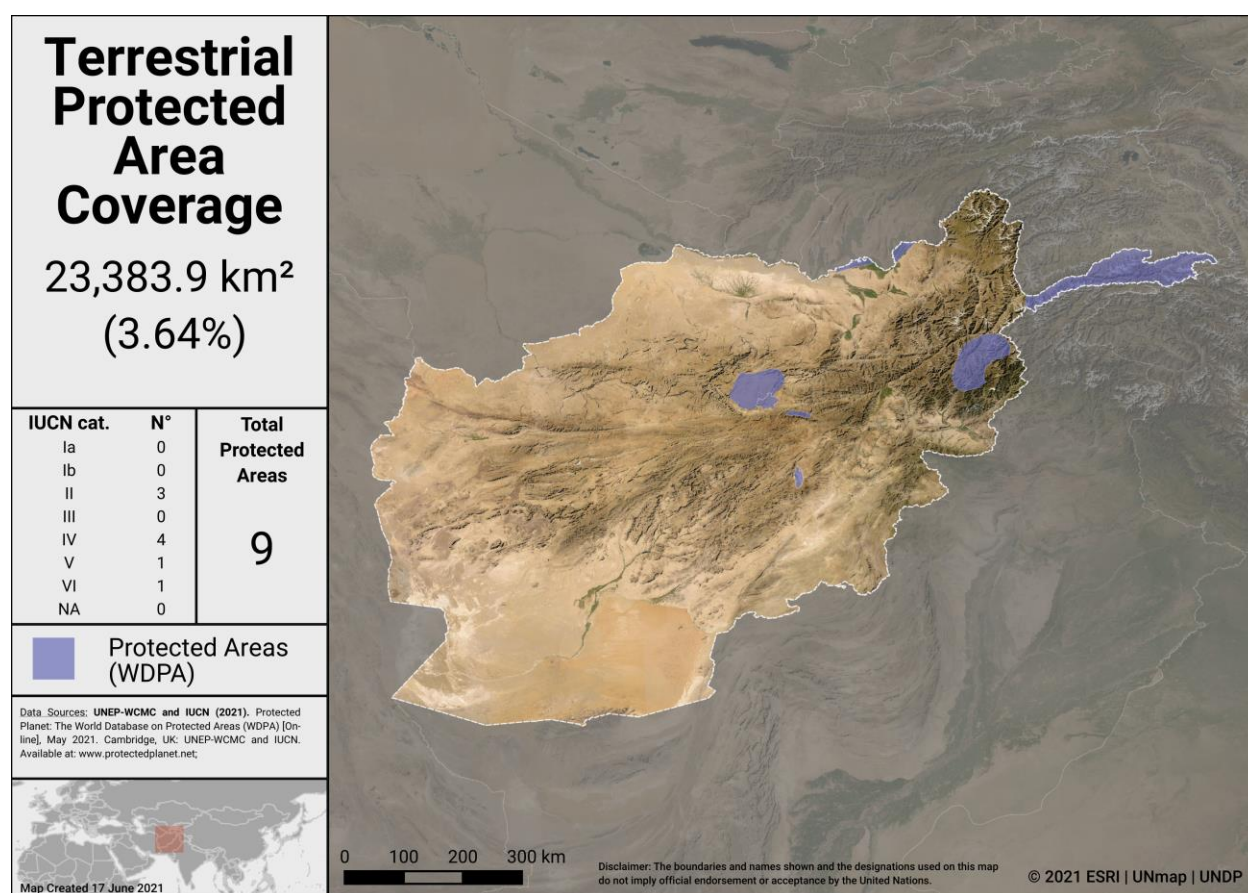 Terrestrial
Protected
Area
Coverage
23,383.9 km²
(3.64%)
IUCN cat. N°
Ia 0
Ib 0
II 3
III 0
IV 4
V 1
VI 1
NA 0
Total
Protected
Areas
9
Protected Areas
(WDPA)
Data Sources: UNEP-WCMC and IUCN (2021). Protected
Planet: The World Database on Protected Areas (WDPA) [On-
line], May 2021. Cambridge, UK: UNEP-WCMC and IUCN.
Available at: www.protectedplanet.net;
Map Created 17 June 2021
0 100 200 300 km
Disclaimer: The boundaries and names shown and the designations used on this map
do not imply official endorsement or acceptance by the United Nations.
© 2021 ESRI | UNmap | UNDP